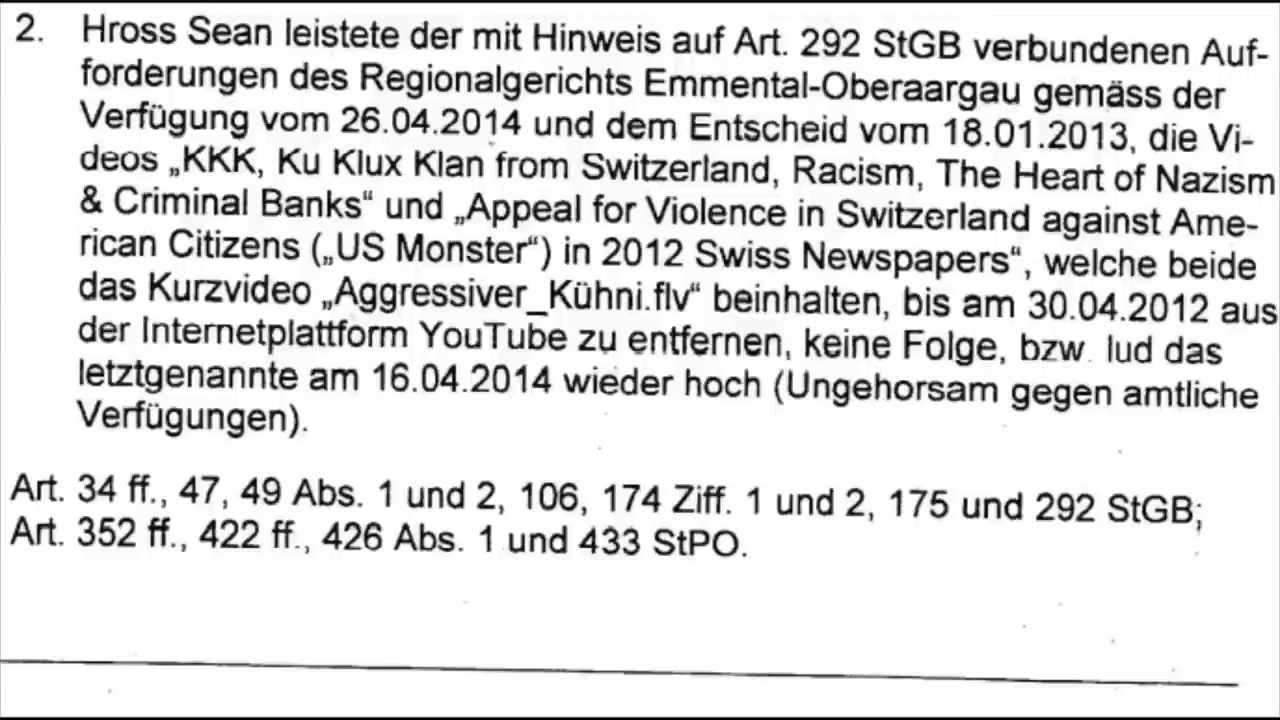 2. Hross Sean leistete der mit Hinweis auf Art. 292 StGB verbundenen Auf-
forderungen des Regionalgerichts Emmental-Oberaargau gemäss der
Verfügung vom 26.04.2014 und dem Entscheid vom 18.01.2013, die Vi-
deos „KKK, Ku Klux Klan from Switzerland, Racism, The Heart of Nazism
& Criminal Banks“ und „Appeal for Violence in Switzerland against Ame-
rican Citizens („US Monster“) in 2012 Swiss Newspapers“, welche beide
das Kurzvideo „Aggressiver_Kühni.flv“ beinhalten, bis am 30.04.2012 aus
der Internetplattform YouTube zu entfernen, keine Folge, bzw. lud das
letztgenannte am 16.04.2014 wieder hoch (Ungehorsam gegen amtliche
Verfügungen).
Art. 34 ff., 47, 49 Abs. 1 und 2, 106, 174 Ziff. 1 und 2, 175 und 292 StGB;
Art. 352 ff., 422 ff., 426 Abs. 1 und 433 StPO.